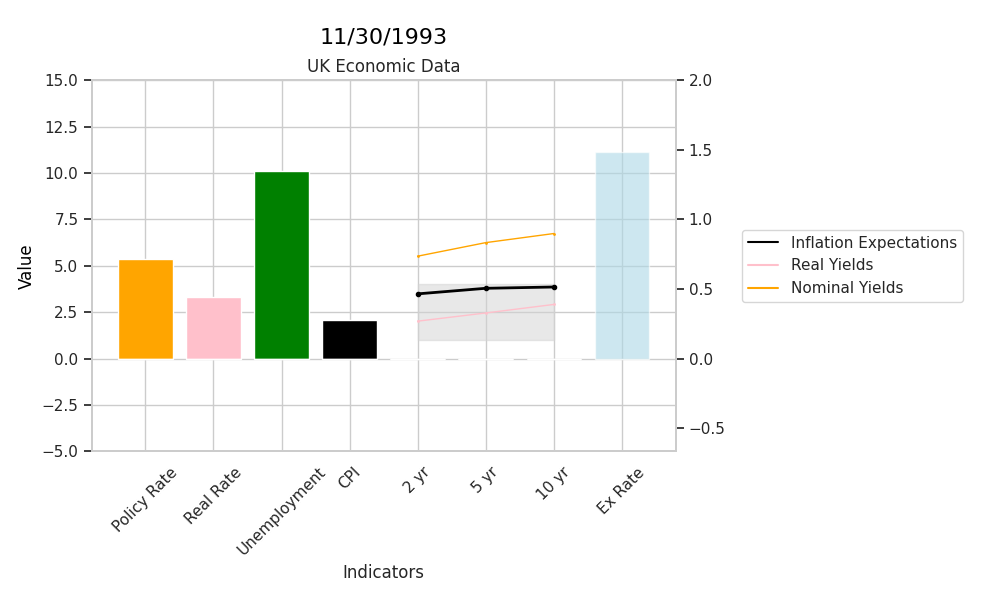 11/30/1993
UK Economic Data
15.0
12.5
10.0
7.5
5.0
2.5
0.0
−2.5
−5.0
Value
2.0
1.5
1.0
0.5
0.0
−0.5
Inflation Expectations
Real Yields
Nominal Yields
Policy Rate
Real Rate
Unemployment
CPI
2 yr
5 yr
10 yr
Ex Rate
Indicators